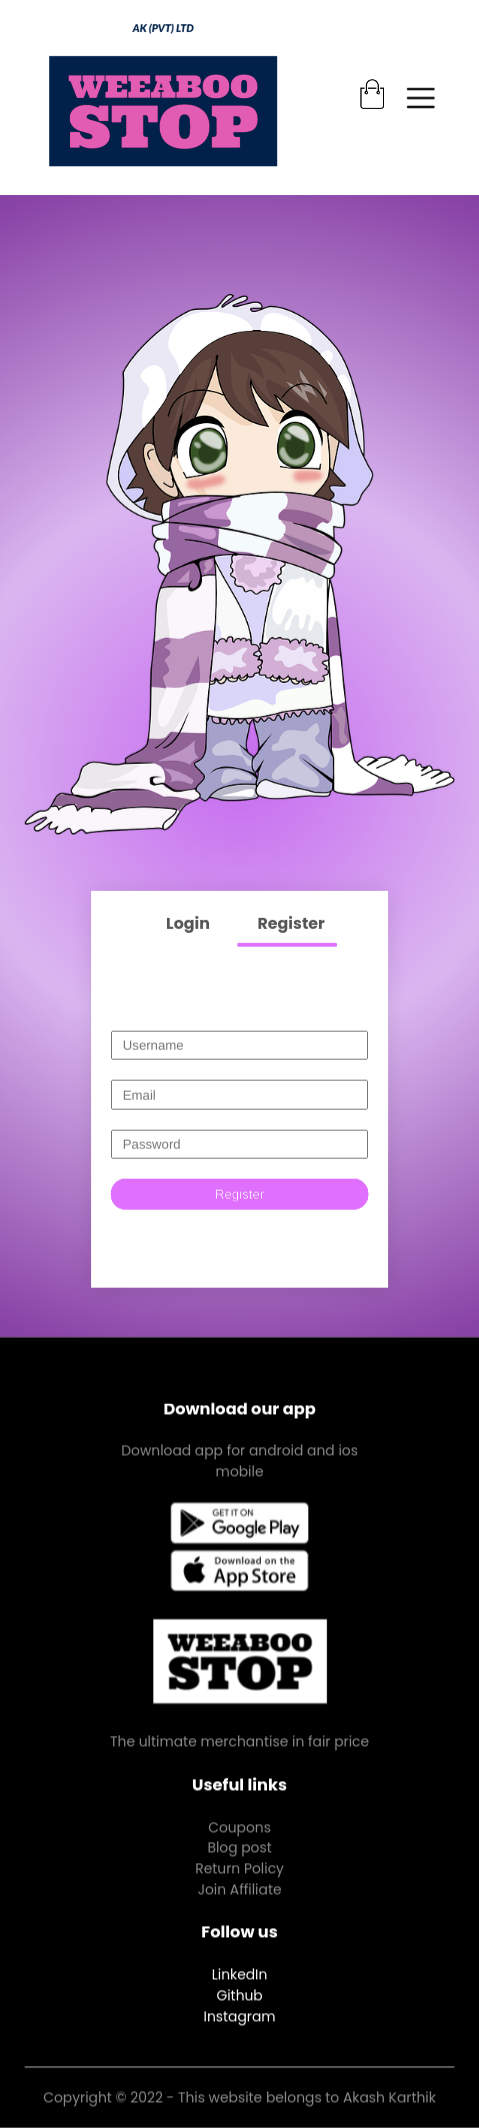 AK (PVT) LTD
WEEABOO
STOP
Login
Register
Username
Email
Password
Register
Download our app
Download app for android and ios
mobile
GET IT ON
Google Play
Download on the
App Store
WEEABOO
STOP
The ultimate merchantise in fair price
Useful links
Coupons
Blog post
Return Policy
Join Affiliate
Follow us
LinkedIn
Github
Instagram
Copyright © 2022 - This website belongs to Akash Karthik